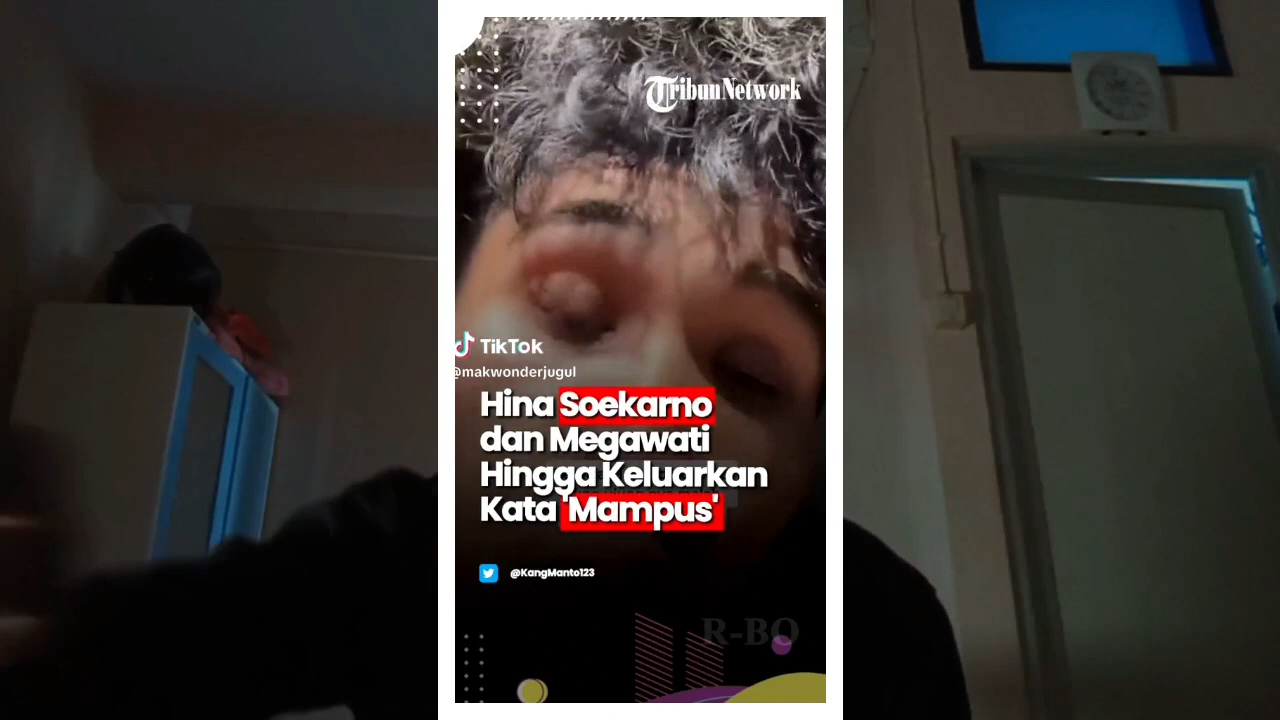 TribunNetwork
TikTok
@makwonderjugul
Hina Soekarno
dan Megawati
Hingga Keluarkan
Kata 'Mampus'
@KangManto123
R-BO